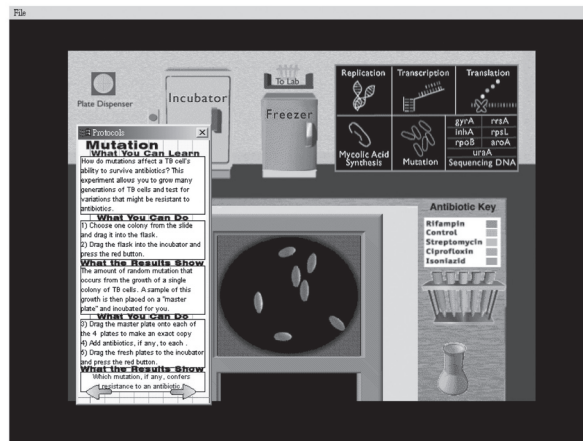 File
Plate Dispenser
Incubator
To Lab
Freezer
Replication
Transcription
Translation
Mycolic Acid
Synthesis
Mutation
gyrA rrsA
inhA rpsL
rpoB aroA
uraA
Sequencing DNA
Protocols
Mutation
What You Can Learn
How do mutations affect a TB cell's
ability to survive antibiotics? This
experiment allows you to grow many
generations of TB cells and test for
variations that might be resistant to
antibiotics.
What You Can Do
1) Choose one colony from the slide
and drag it into the flask.
2) Drag the flask into the incubator and
press the red button.
What the Results Show
The amount of random mutation that
occurs from the growth of a single
colony of TB cells. A sample of this
growth is then placed on a "master
plate" and incubated for you.
What You Can Do
3) Drag the master plate onto each of
the 4 plates to make an exact copy
4) Add antibiotics, if any, to each .
5) Drag the fresh plates to the incubator
and press the red button.
What the Results Show
Which mutation, if any, confers
resistance to an antibiotic
Antibiotic Key
Rifampin
Control
Streptomycin
Ciprofloxin
Isoniazid